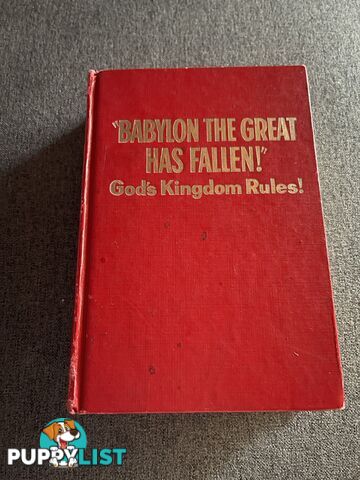 "BABYLON THE GREAT
HAS FALLEN!"
God's Kingdom Rules!
PUPPYLIST